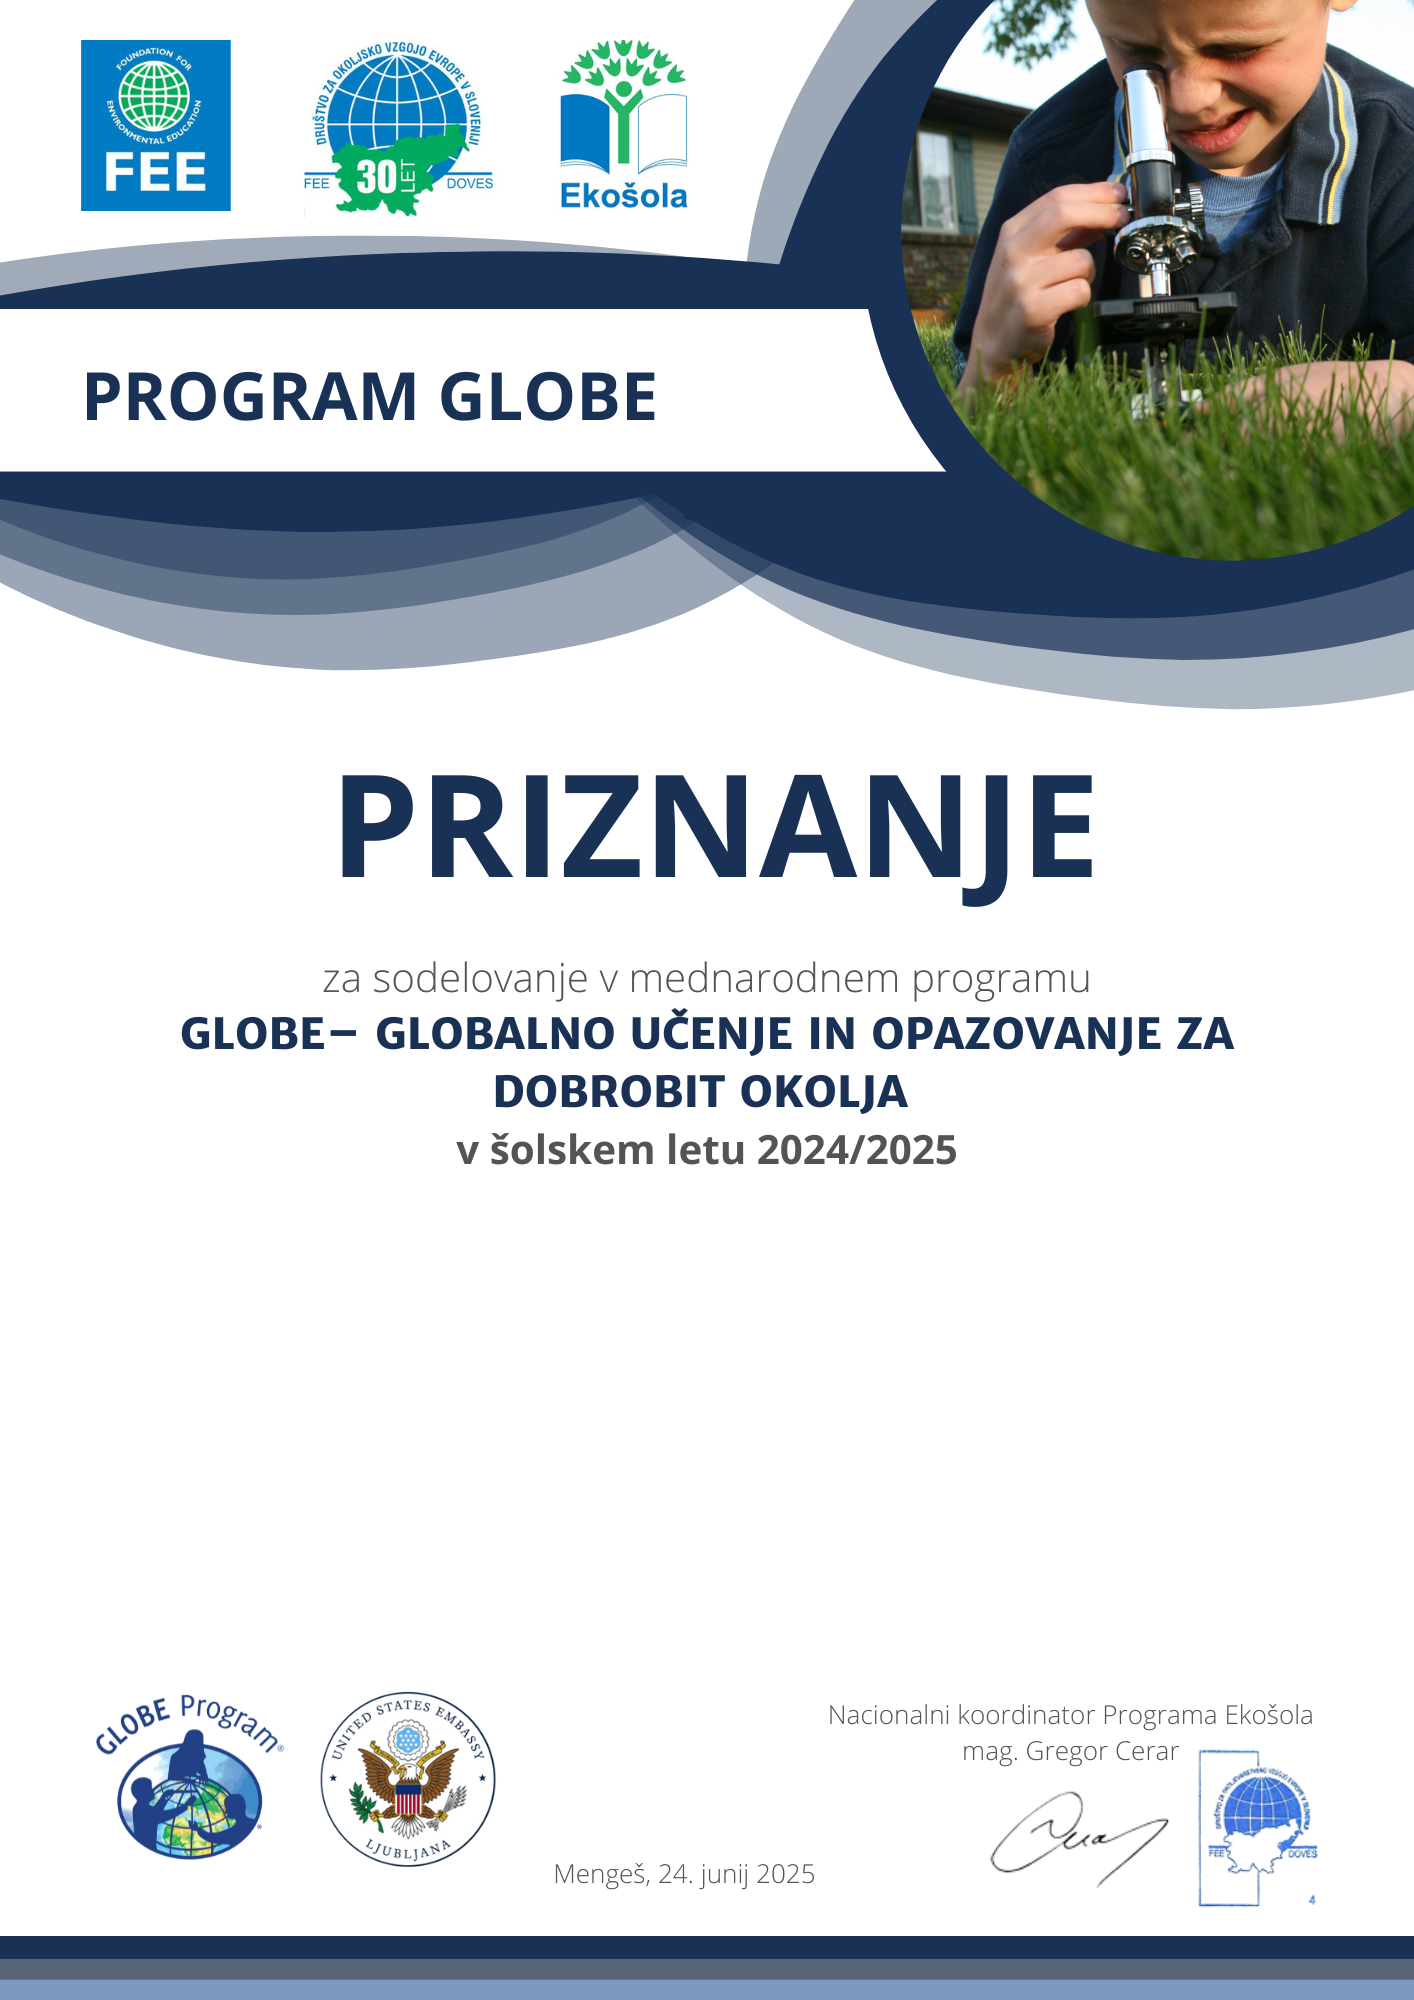 FOUNDATION FOR
ENVIRONMENTAL EDUCATION
FEE
DRUŠTVO ZA OKOLJSKO VZGOJO EVROPE V SLOVENIJI
30 LET
FEE DOVES
Ekošola
PROGRAM GLOBE
PRIZNANJE
za sodelovanje v mednarodnem programu
GLOBE– GLOBALNO UČENJE IN OPAZOVANJE ZA
DOBROBIT OKOLJA
v šolskem letu 2024/2025
GLOBE Program®
UNITED STATES EMBASSY
LJUBLJANA
Mengeš, 24. junij 2025
Nacionalni koordinator Programa Ekošola
mag. Gregor Cerar
FEE DOVES
4